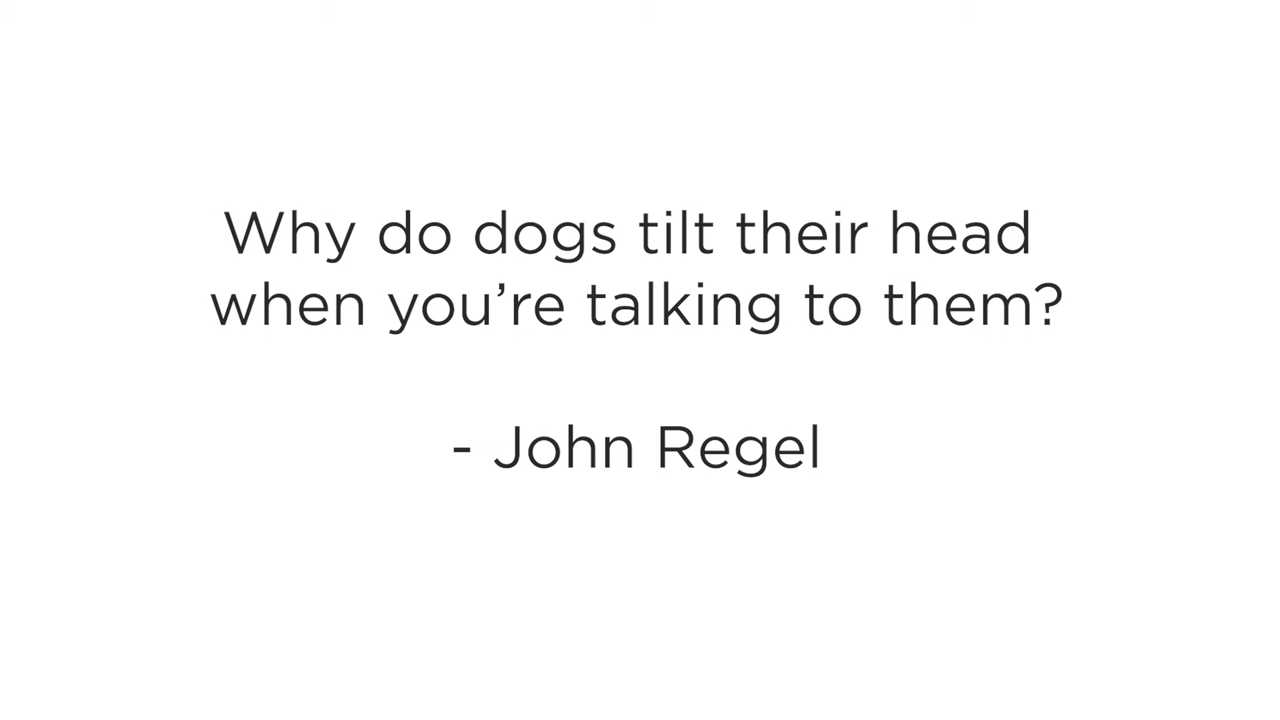 Why do dogs tilt their head
when you’re talking to them?
- John Regel